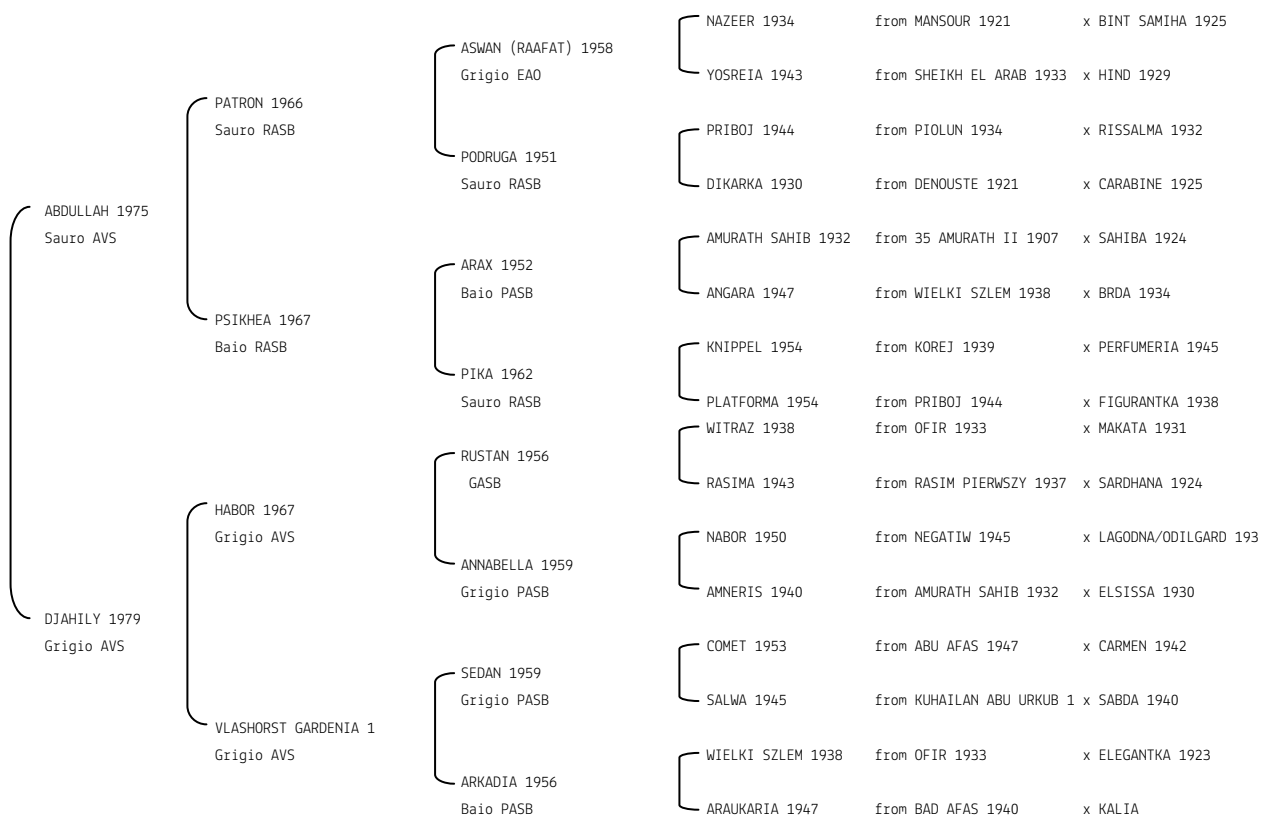 NAZEER 1934 from MANSOUR 1921 x BINT SAMIHA 1925
ASWAN (RAAFAT) 1958
Grigio EAO
YOSREIA 1943 from SHEIKH EL ARAB 1933 x HIND 1929
PATRON 1966
Sauro RASB
PRIBOJ 1944 from PIOLUN 1934 x RISSALMA 1932
PODRUGA 1951
Sauro RASB
DIKARKA 1930 from DENOUSTE 1921 x CARABINE 1925
ABDULLAH 1975
Sauro AVS
AMURATH SAHIB 1932 from 35 AMURATH II 1907 x SAHIBA 1924
ARAX 1952
Baio PASB
ANGARA 1947 from WIELKI SZLEM 1938 x BRDA 1934
PSIKHEA 1967
Baio RASB
KNIPPEL 1954 from KOREJ 1939 x PERFUMERIA 1945
PIKA 1962
Sauro RASB
PLATFORMA 1954 from PRIBOJ 1944 x FIGURANTKA 1938
WITRAZ 1938 from OFIR 1933 x MAKATA 1931
RUSTAN 1956
GASB
RASIMA 1943 from RASIM PIERWSZY 1937 x SARDHANA 1924
HABOR 1967
Grigio AVS
NABOR 1950 from NEGATIW 1945 x LAGODNA/ODILGARD 193
ANNABELLA 1959
Grigio PASB
AMNERIS 1940 from AMURATH SAHIB 1932 x ELSISSA 1930
DJAHILY 1979
Grigio AVS
COMET 1953 from ABU AFAS 1947 x CARMEN 1942
SEDAN 1959
Grigio PASB
SALWA 1945 from KUHAILAN ABU URKUB 1 x SABDA 1940
VLASHORST GARDENIA 1
Grigio AVS
WIELKI SZLEM 1938 from OFIR 1933 x ELEGANTKA 1923
ARKADIA 1956
Baio PASB
ARAUKARIA 1947 from BAD AFAS 1940 x KALIA